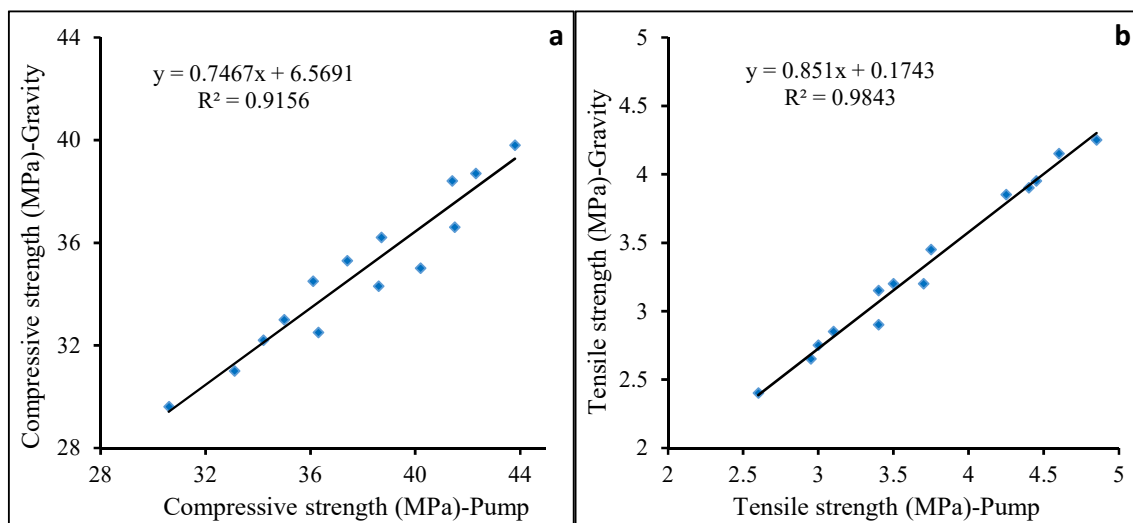 a
y = 0.7467x + 6.5691
R² = 0.9156
Compressive strength (MPa)-Gravity
44
40
36
32
28
28 32 36 40 44
Compressive strength (MPa)-Pump
b
y = 0.851x + 0.1743
R² = 0.9843
Tensile strength (MPa)-Gravity
5
4.5
4
3.5
3
2.5
2
2 2.5 3 3.5 4 4.5 5
Tensile strength (MPa)-Pump